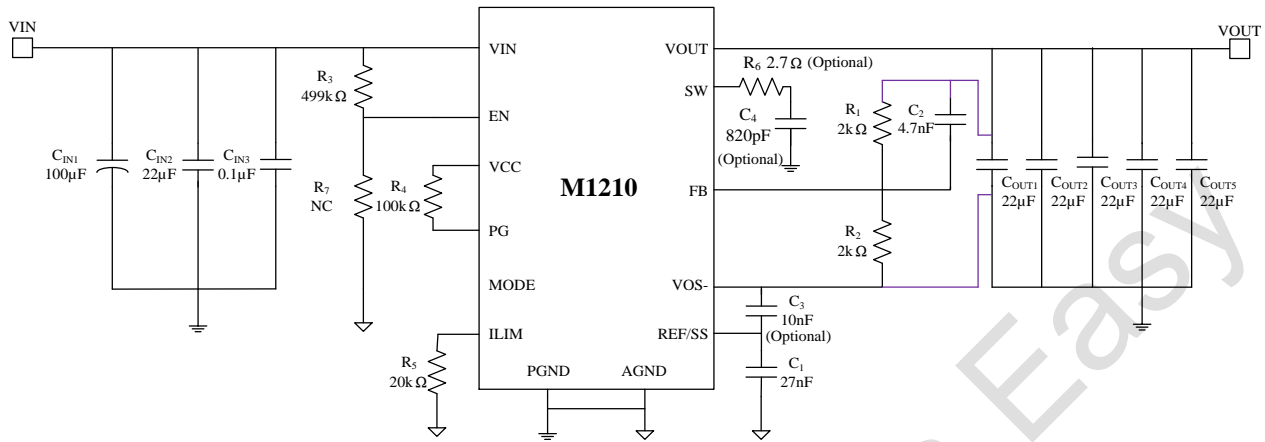 VIN
VOUT
VIN
EN
VCC
PG
MODE
ILIM
PGND
AGND
M1210
VOUT
SW
FB
VOS-
REF/SS
CIN1
100μF
CIN2
22μF
CIN3
0.1μF
R3
499kΩ
R7
NC
R4
100kΩ
R5
20kΩ
R6 2.7Ω (Optional)
C4
820pF
(Optional)
R1
2kΩ
C2
4.7nF
R2
2kΩ
C3
10nF
(Optional)
C1
27nF
COUT1
22μF
COUT2
22μF
COUT3
22μF
COUT4
22μF
COUT5
22μF
Easy